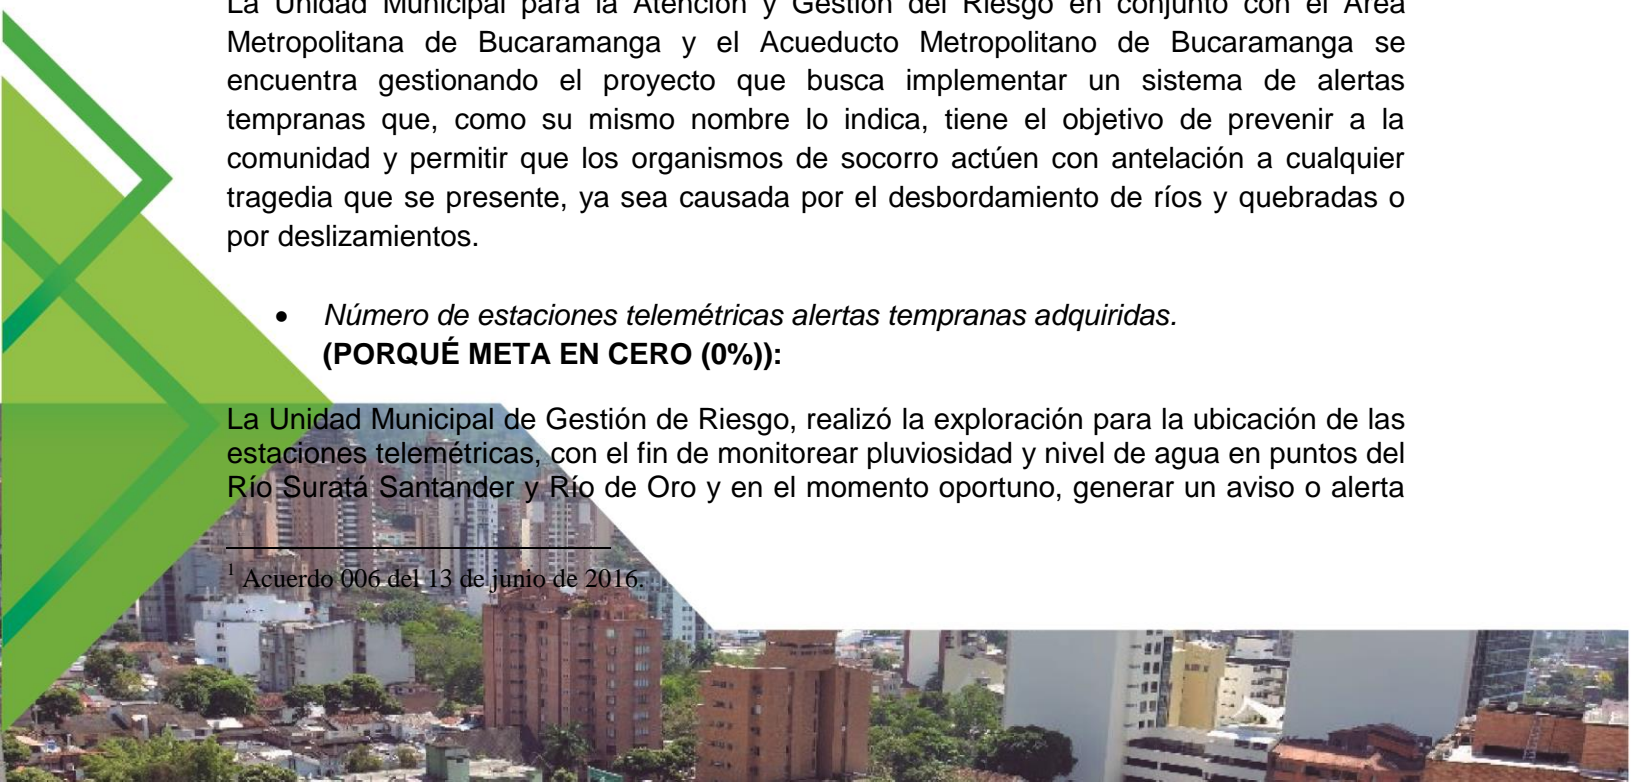 La Unidad Municipal para la Atención y Gestión del Riesgo en conjunto con el Área
Metropolitana de Bucaramanga y el Acueducto Metropolitano de Bucaramanga se
encuentra gestionando el proyecto que busca implementar un sistema de alertas
tempranas que, como su mismo nombre lo indica, tiene el objetivo de prevenir a la
comunidad y permitir que los organismos de socorro actúen con antelación a cualquier
tragedia que se presente, ya sea causada por el desbordamiento de ríos y quebradas o
por deslizamientos.
• Número de estaciones telemétricas alertas tempranas adquiridas.
(PORQUÉ META EN CERO (0%)):
La Unidad Municipal de Gestión de Riesgo, realizó la exploración para la ubicación de las
estaciones telemétricas, con el fin de monitorear pluviosidad y nivel de agua en puntos del
Río Suratá Santander y Río de Oro y en el momento oportuno, generar un aviso o alerta
1 Acuerdo 006 del 13 de junio de 2016.